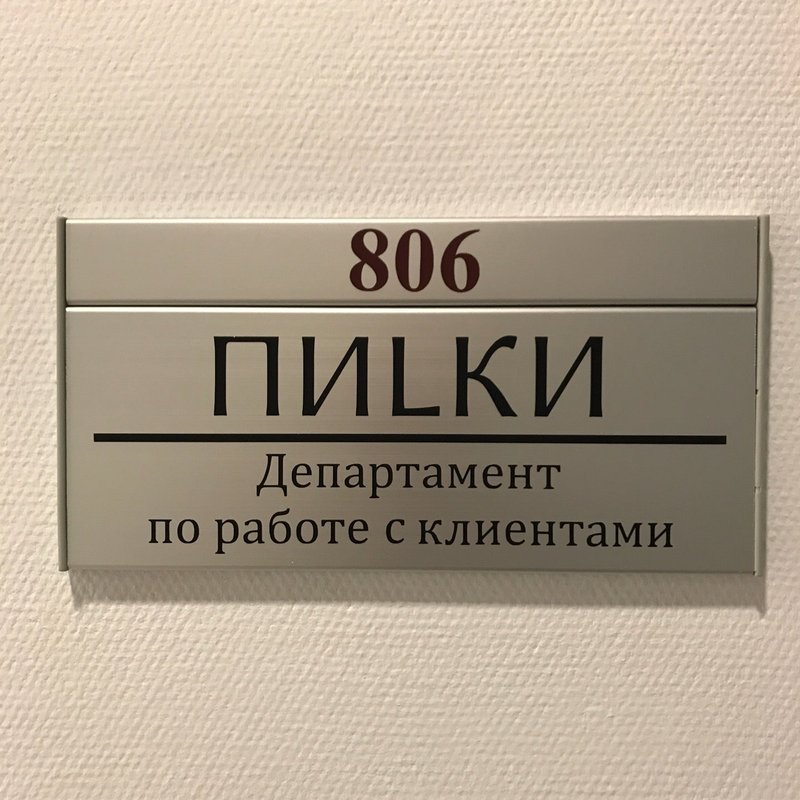 806
ПИLКИ
Департамент
по работе с клиентами